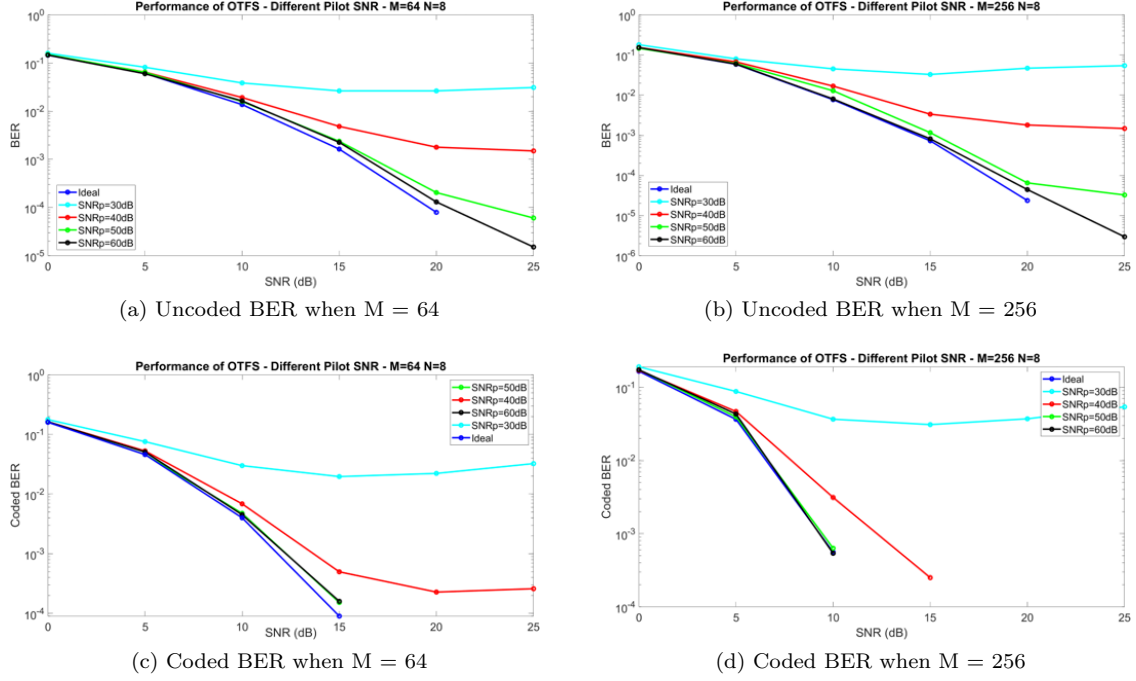 Performance of OTFS - Different Pilot SNR - M=64 N=8
10^0
10^-1
10^-2
10^-3
10^-4
10^-5
BER
Ideal
SNRp=30dB
SNRp=40dB
SNRp=50dB
SNRp=60dB
0 5 10 15 20 25
SNR (dB)
(a) Uncoded BER when M = 64
Performance of OTFS - Different Pilot SNR - M=256 N=8
10^0
10^-1
10^-2
10^-3
10^-4
10^-5
10^-6
BER
Ideal
SNRp=30dB
SNRp=40dB
SNRp=50dB
SNRp=60dB
0 5 10 15 20 25
SNR (dB)
(b) Uncoded BER when M = 256
Performance of OTFS - Different Pilot SNR - M=64 N=8
10^0
10^-1
10^-2
10^-3
10^-4
Coded BER
SNRp=50dB
SNRp=40dB
SNRp=60dB
SNRp=30dB
Ideal
0 5 10 15 20 25
SNR (dB)
(c) Coded BER when M = 64
Performance of OTFS - Different Pilot SNR - M=256 N=8
10^-1
10^-2
10^-3
10^-4
Coded BER
Ideal
SNRp=30dB
SNRp=40dB
SNRp=50dB
SNRp=60dB
0 5 10 15 20 25
SNR (dB)
(d) Coded BER when M = 256